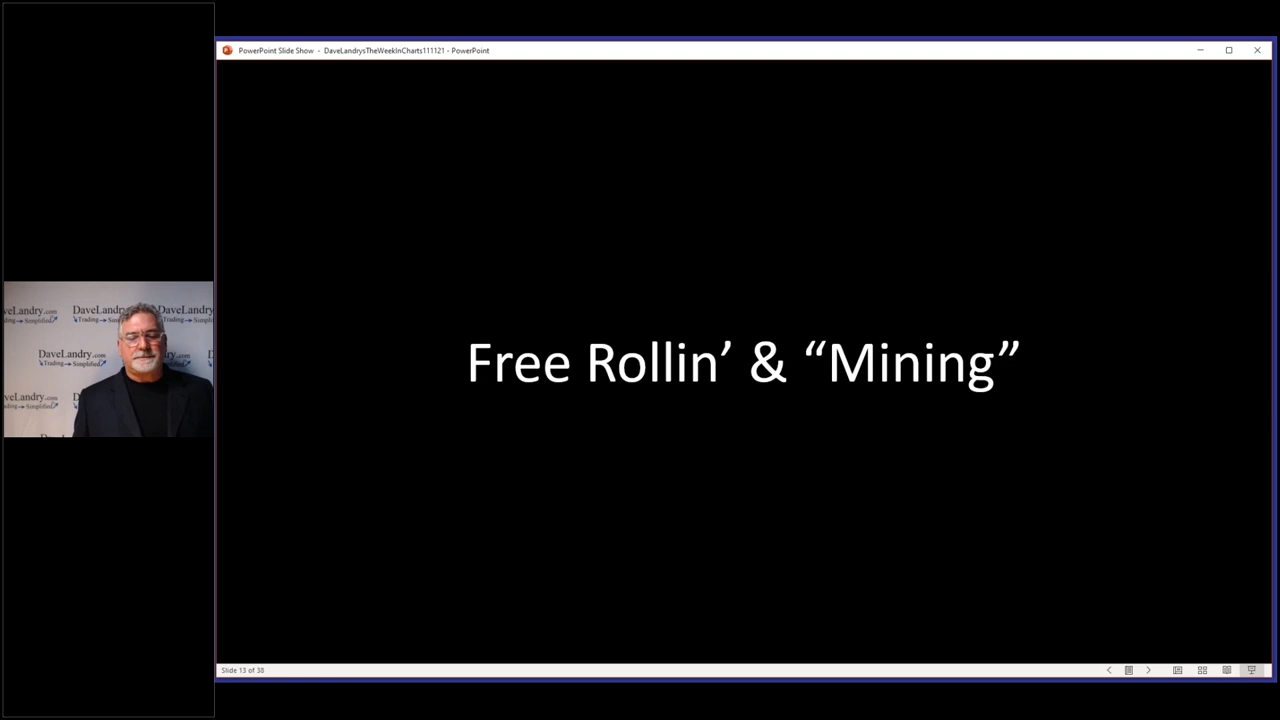 PowerPoint Slide Show - DaveLandrysTheWeekInCharts111121 - PowerPoint
Free Rollin’ & “Mining”
DaveLandry.com
Trading Simplified
Slide 13 of 38